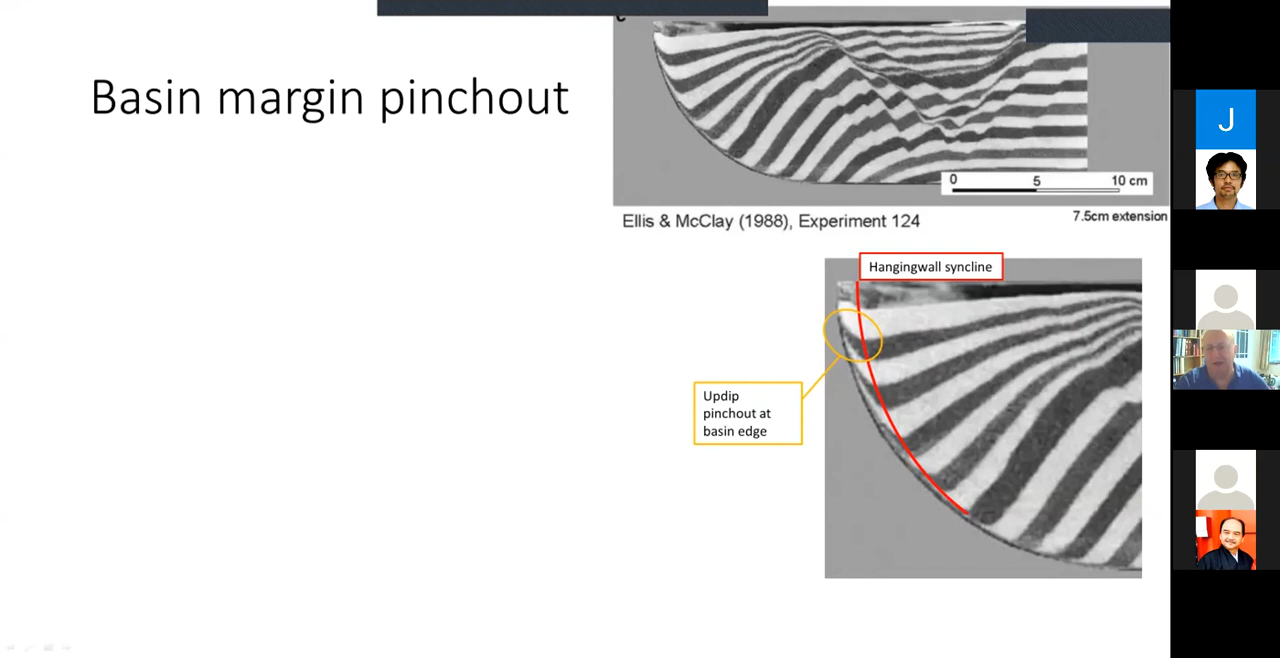 Basin margin pinchout
0 5 10 cm
Ellis & McClay (1988), Experiment 124
7.5cm extension
Hangingwall syncline
Updip
pinchout at
basin edge
J